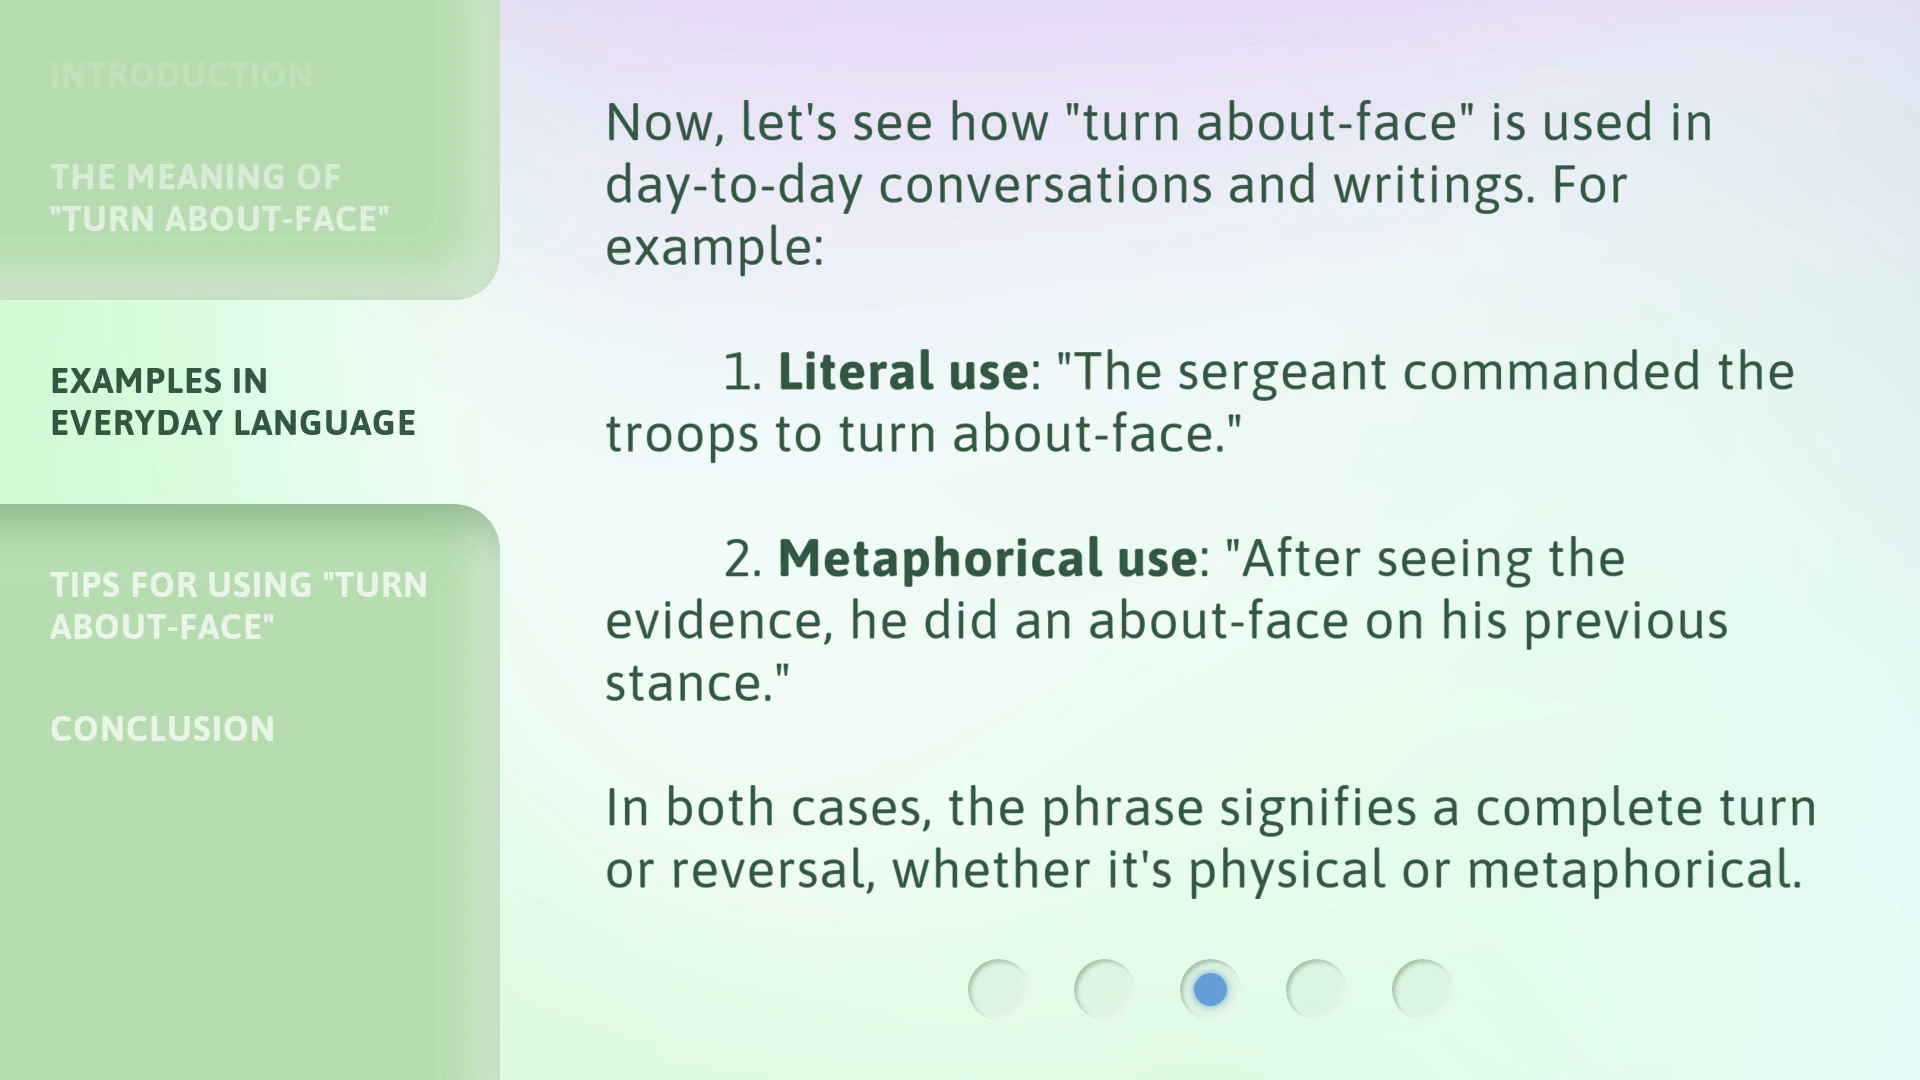 INTRODUCTION
THE MEANING OF
"TURN ABOUT-FACE"
EXAMPLES IN
EVERYDAY LANGUAGE
TIPS FOR USING "TURN
ABOUT-FACE"
CONCLUSION
Now, let's see how "turn about-face" is used in
day-to-day conversations and writings. For
example:
1. Literal use: "The sergeant commanded the
troops to turn about-face."
2. Metaphorical use: "After seeing the
evidence, he did an about-face on his previous
stance."
In both cases, the phrase signifies a complete turn
or reversal, whether it's physical or metaphorical.